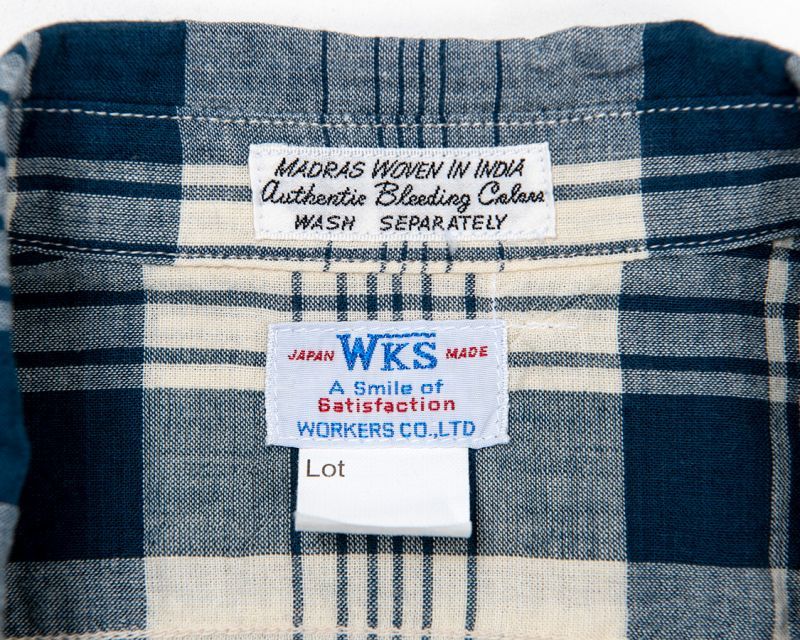 MADRAS WOVEN IN INDIA
Authentic Bleeding Colors
WASH SEPARATELY
JAPAN WKS MADE
A Smile of
Satisfaction
WORKERS CO.,LTD
Lot